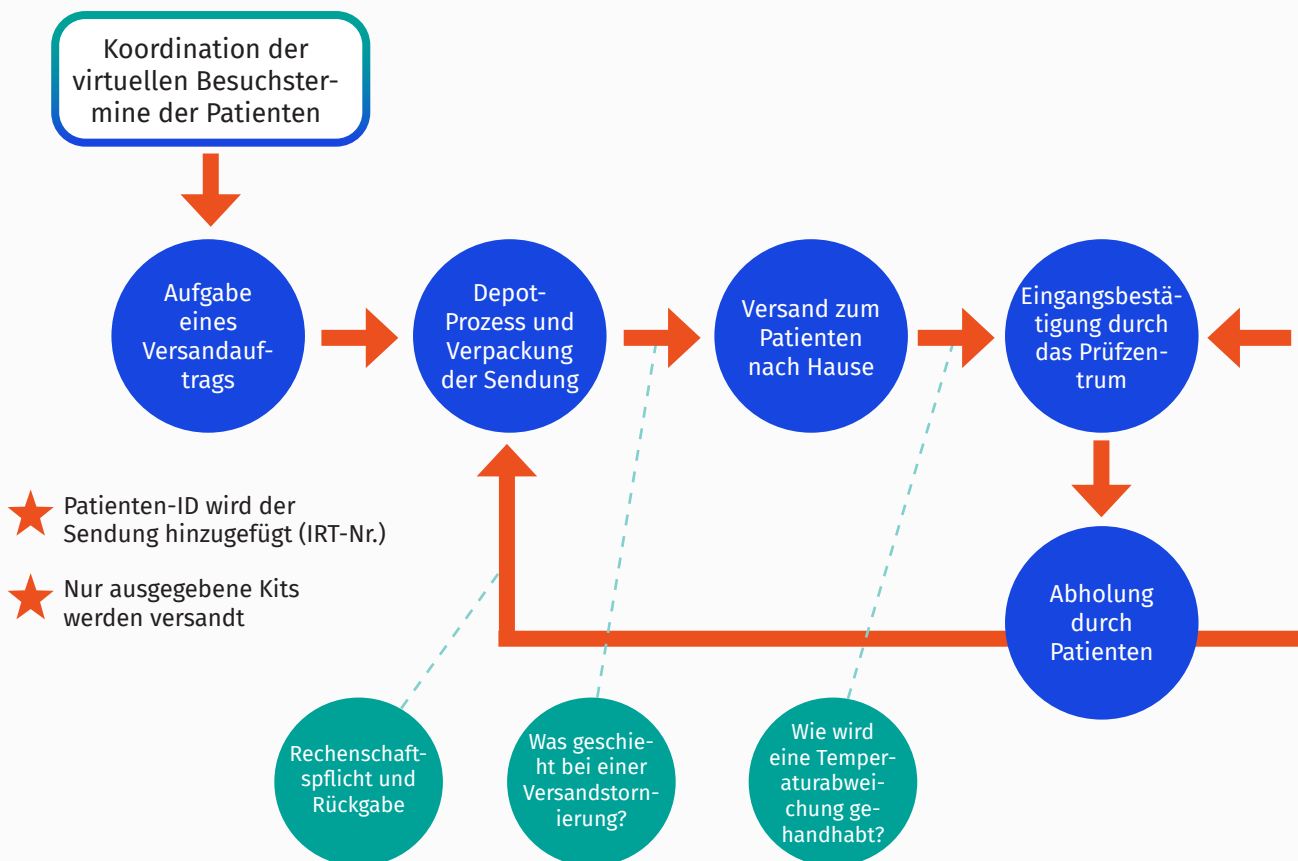 Koordination der
virtuellen Besuchster-
mine der Patienten
Aufgabe
eines
Versandauf-
trags
Depot-
Prozess und
Verpackung
der Sendung
Versand zum
Patienten
nach Hause
Eingangsbestä-
tigung durch
das Prüfzen-
trum
Patienten-ID wird der
Sendung hinzugefügt (IRT-Nr.)
Nur ausgegebene Kits
werden versandt
Abholung
durch
Patienten
Rechenschaft-
spflicht und
Rückgabe
Was geschie-
ht bei einer
Versandstorn-
ierung?
Wie wird
eine Temper-
aturabwei-
chung ge-
handhabt?